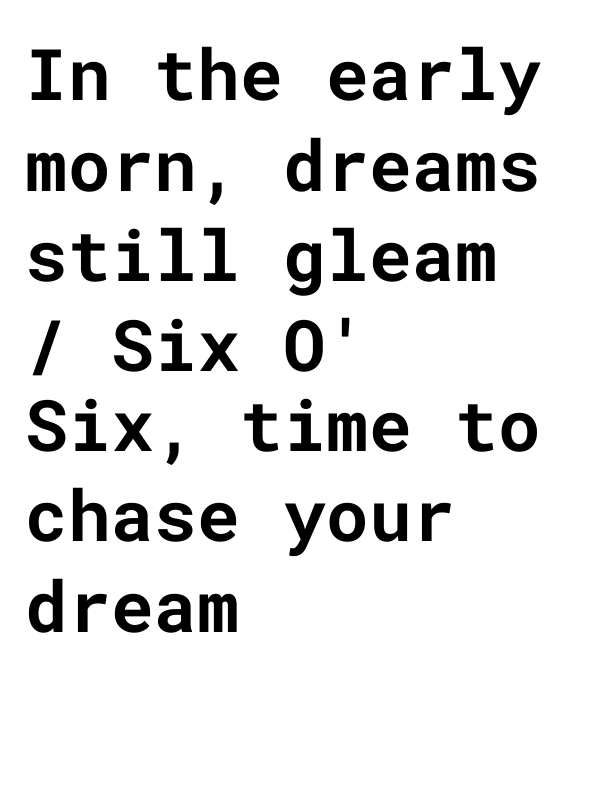 In the early
morn, dreams
still gleam
/ Six O'
Six, time to
chase your
dream